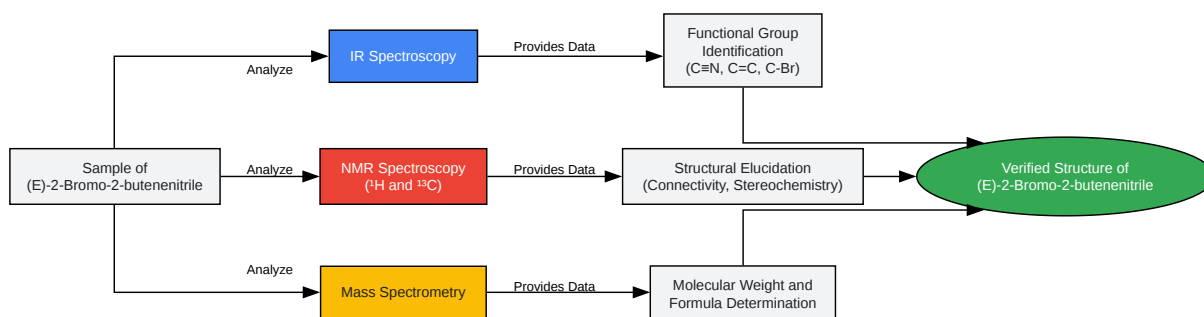 Sample of
(E)-2-Bromo-2-butenenitrile
Analyze
IR Spectroscopy
Provides Data
Functional Group
Identification
(C≡N, C=C, C-Br)
Analyze
NMR Spectroscopy
(¹H and ¹³C)
Provides Data
Structural Elucidation
(Connectivity, Stereochemistry)
Analyze
Mass Spectrometry
Provides Data
Molecular Weight and
Formula Determination
Verified Structure of
(E)-2-Bromo-2-butenenitrile